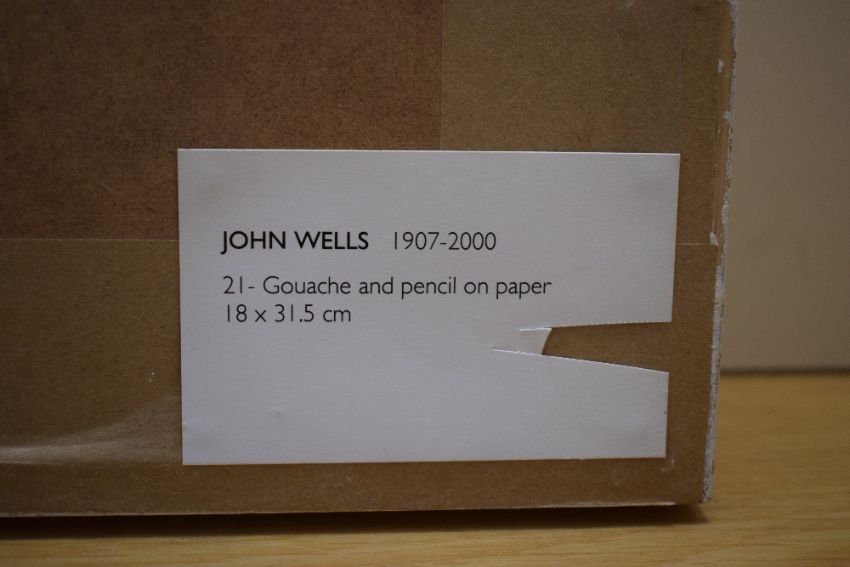 JOHN WELLS 1907-2000
21- Gouache and pencil on paper
18 x 31.5 cm